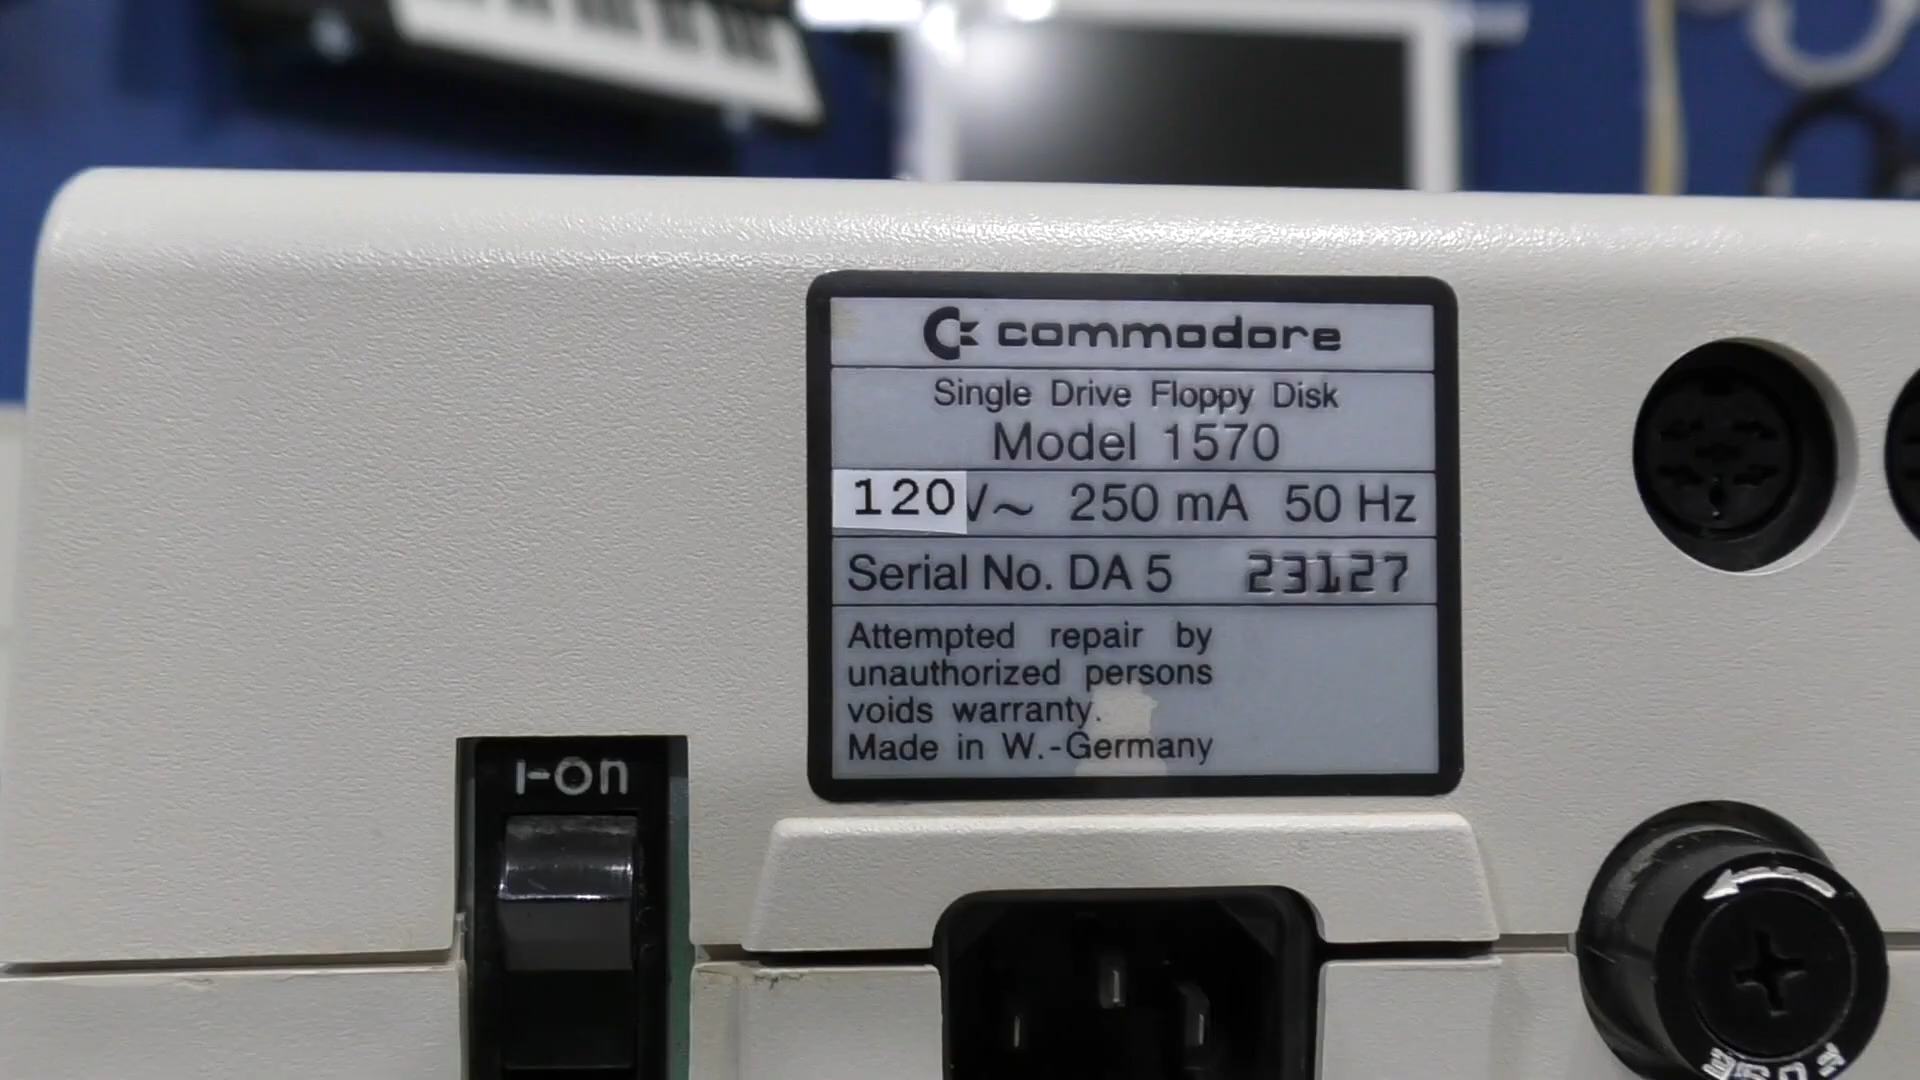 commodore
Single Drive Floppy Disk
Model 1570
120V~ 250 mA 50 Hz
Serial No. DA 5 23127
Attempted repair by
unauthorized persons
voids warranty.
Made in W.-Germany
1-on